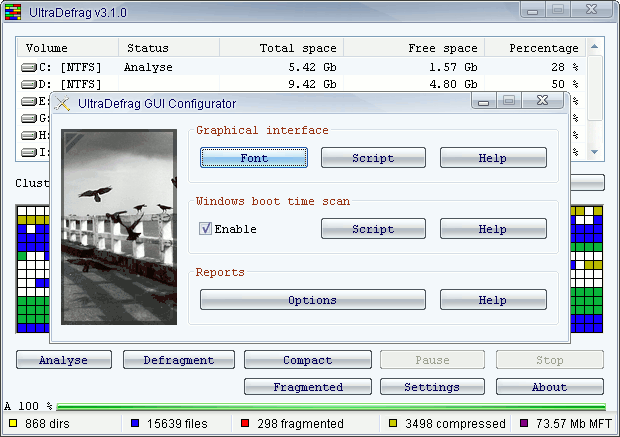 UltraDefrag v3.1.0
Volume Status Total space Free space Percentage
C: [NTFS] Analyse 5.42 Gb 1.57 Gb 28 %
D: [NTFS] 9.42 Gb 4.80 Gb 50 %
E: %
G: %
H: %
I: %
UltraDefrag GUI Configurator
Graphical interface
Font Script Help
Windows boot time scan
Enable Script Help
Reports
Options Help
Clust
Analyse Defragment Compact Pause Stop
Fragmented Settings About
A 100 %
868 dirs 15639 files 298 fragmented 3498 compressed 73.57 Mb MFT